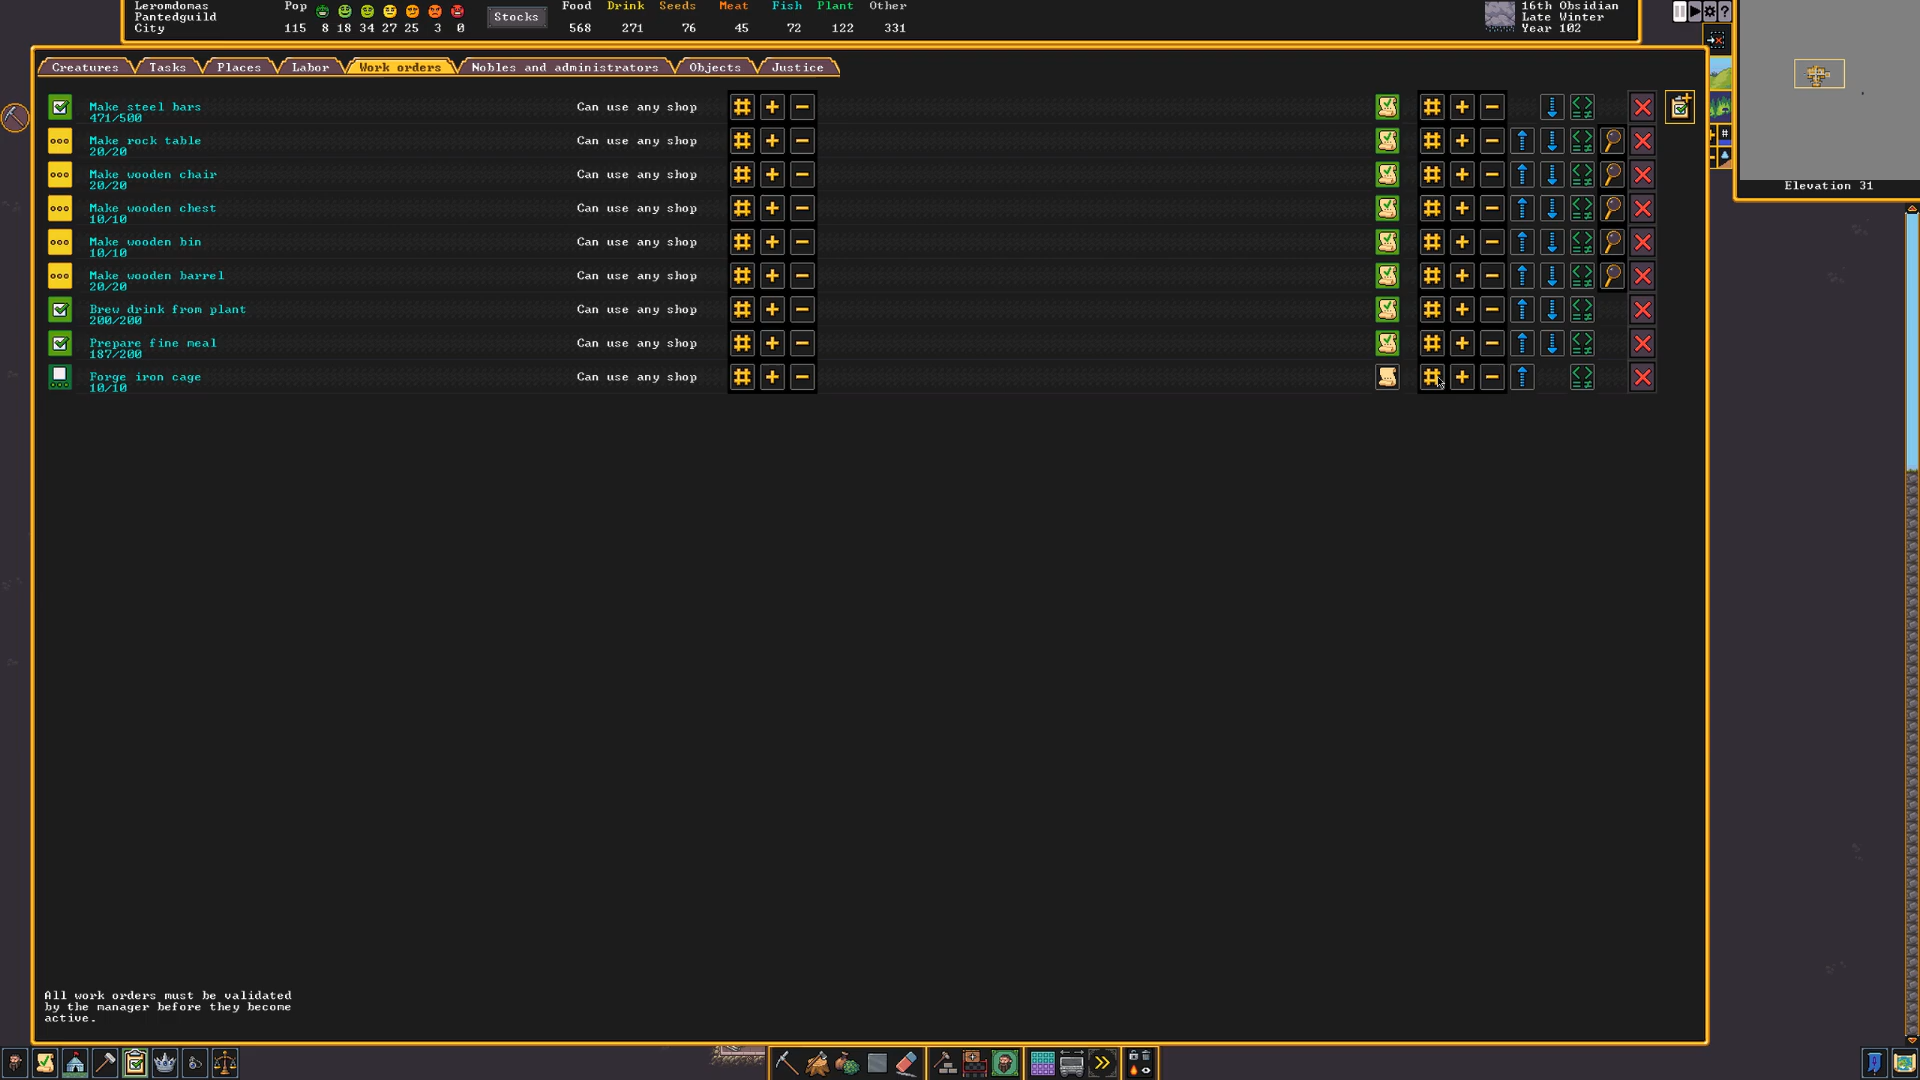 Leromdomas
Pantedguild
City
Pop
115 8 18 34 27 25 3 0
Stocks
Food Drink Seeds Meat Fish Plant Other
568 271 76 45 72 122 331
16th Obsidian
Late Winter
Year 102
Elevation 31
Creatures Tasks Places Labor Work orders Nobles and administrators Objects Justice
Make steel bars Can use any shop
471/500
Make rock table Can use any shop
20/20
Make wooden chair Can use any shop
20/20
Make wooden chest Can use any shop
10/10
Make wooden bin Can use any shop
10/10
Make wooden barrel Can use any shop
20/20
Brew drink from plant Can use any shop
200/200
Prepare fine meal Can use any shop
187/200
Forge iron cage Can use any shop
10/10
All work orders must be validated
by the manager before they become
active.